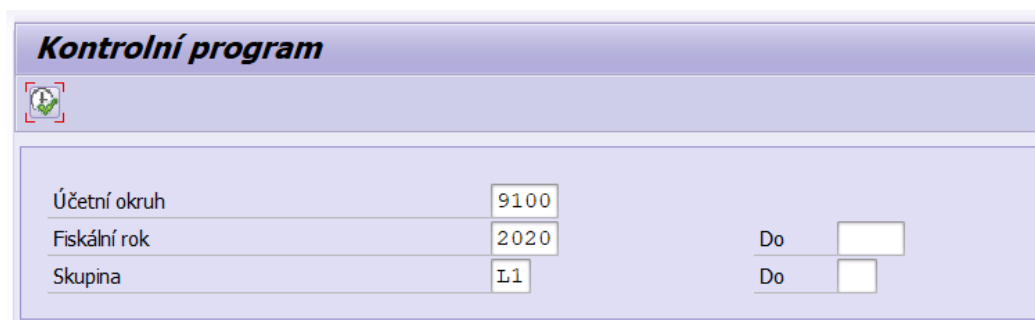 Kontrolní program
Účetní okruh 9100
Fiskální rok 2020 Do
Skupina L1 Do